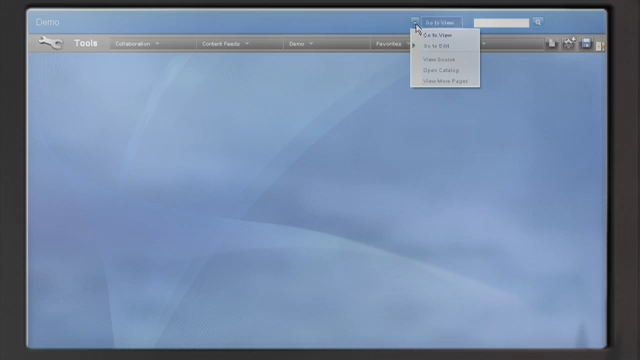 Demo
Go to View
Tools
Collaboration
Content Feeds
Demo
Favorites
Go to View
Go to Edit
View Source
Open Catalog
View More Pages